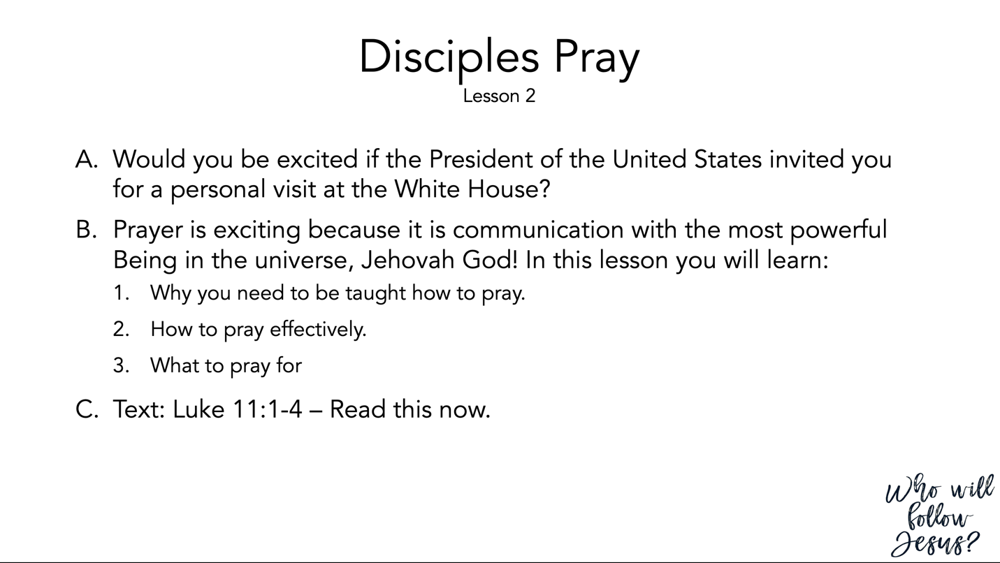 Disciples Pray
Lesson 2
A. Would you be excited if the President of the United States invited you
for a personal visit at the White House?
B. Prayer is exciting because it is communication with the most powerful
Being in the universe, Jehovah God! In this lesson you will learn:
1. Why you need to be taught how to pray.
2. How to pray effectively.
3. What to pray for
C. Text: Luke 11:1-4 – Read this now.
Who will
follow
Jesus?